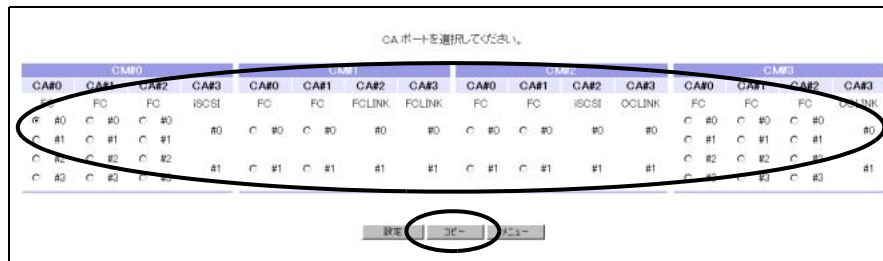 CA ポートを選択してください。
CM#0 CM#1 CM#2 CM#3
CA#0 CA#1 CA#2 CA#3 CA#0 CA#1 CA#2 CA#3 CA#0 CA#1 CA#2 CA#3 CA#0 CA#1 CA#2 CA#3
FC FC FC iSCSI FC FC FCLINK FCLINK FC FC iSCSI OCLINK FC FC FC OCLINK
#0 #0 #0 #0 #0 #0
#0 #0 #0 #0 #0 #0 #0 #0 #0 #0
#1 #1 #1 #1 #1 #1
#2 #2 #2 #2 #2 #2
#1 #1 #1 #1 #1 #1 #1 #1 #1 #1
#3 #3 #3 #3 #3 #3
設定 コピー メニュー